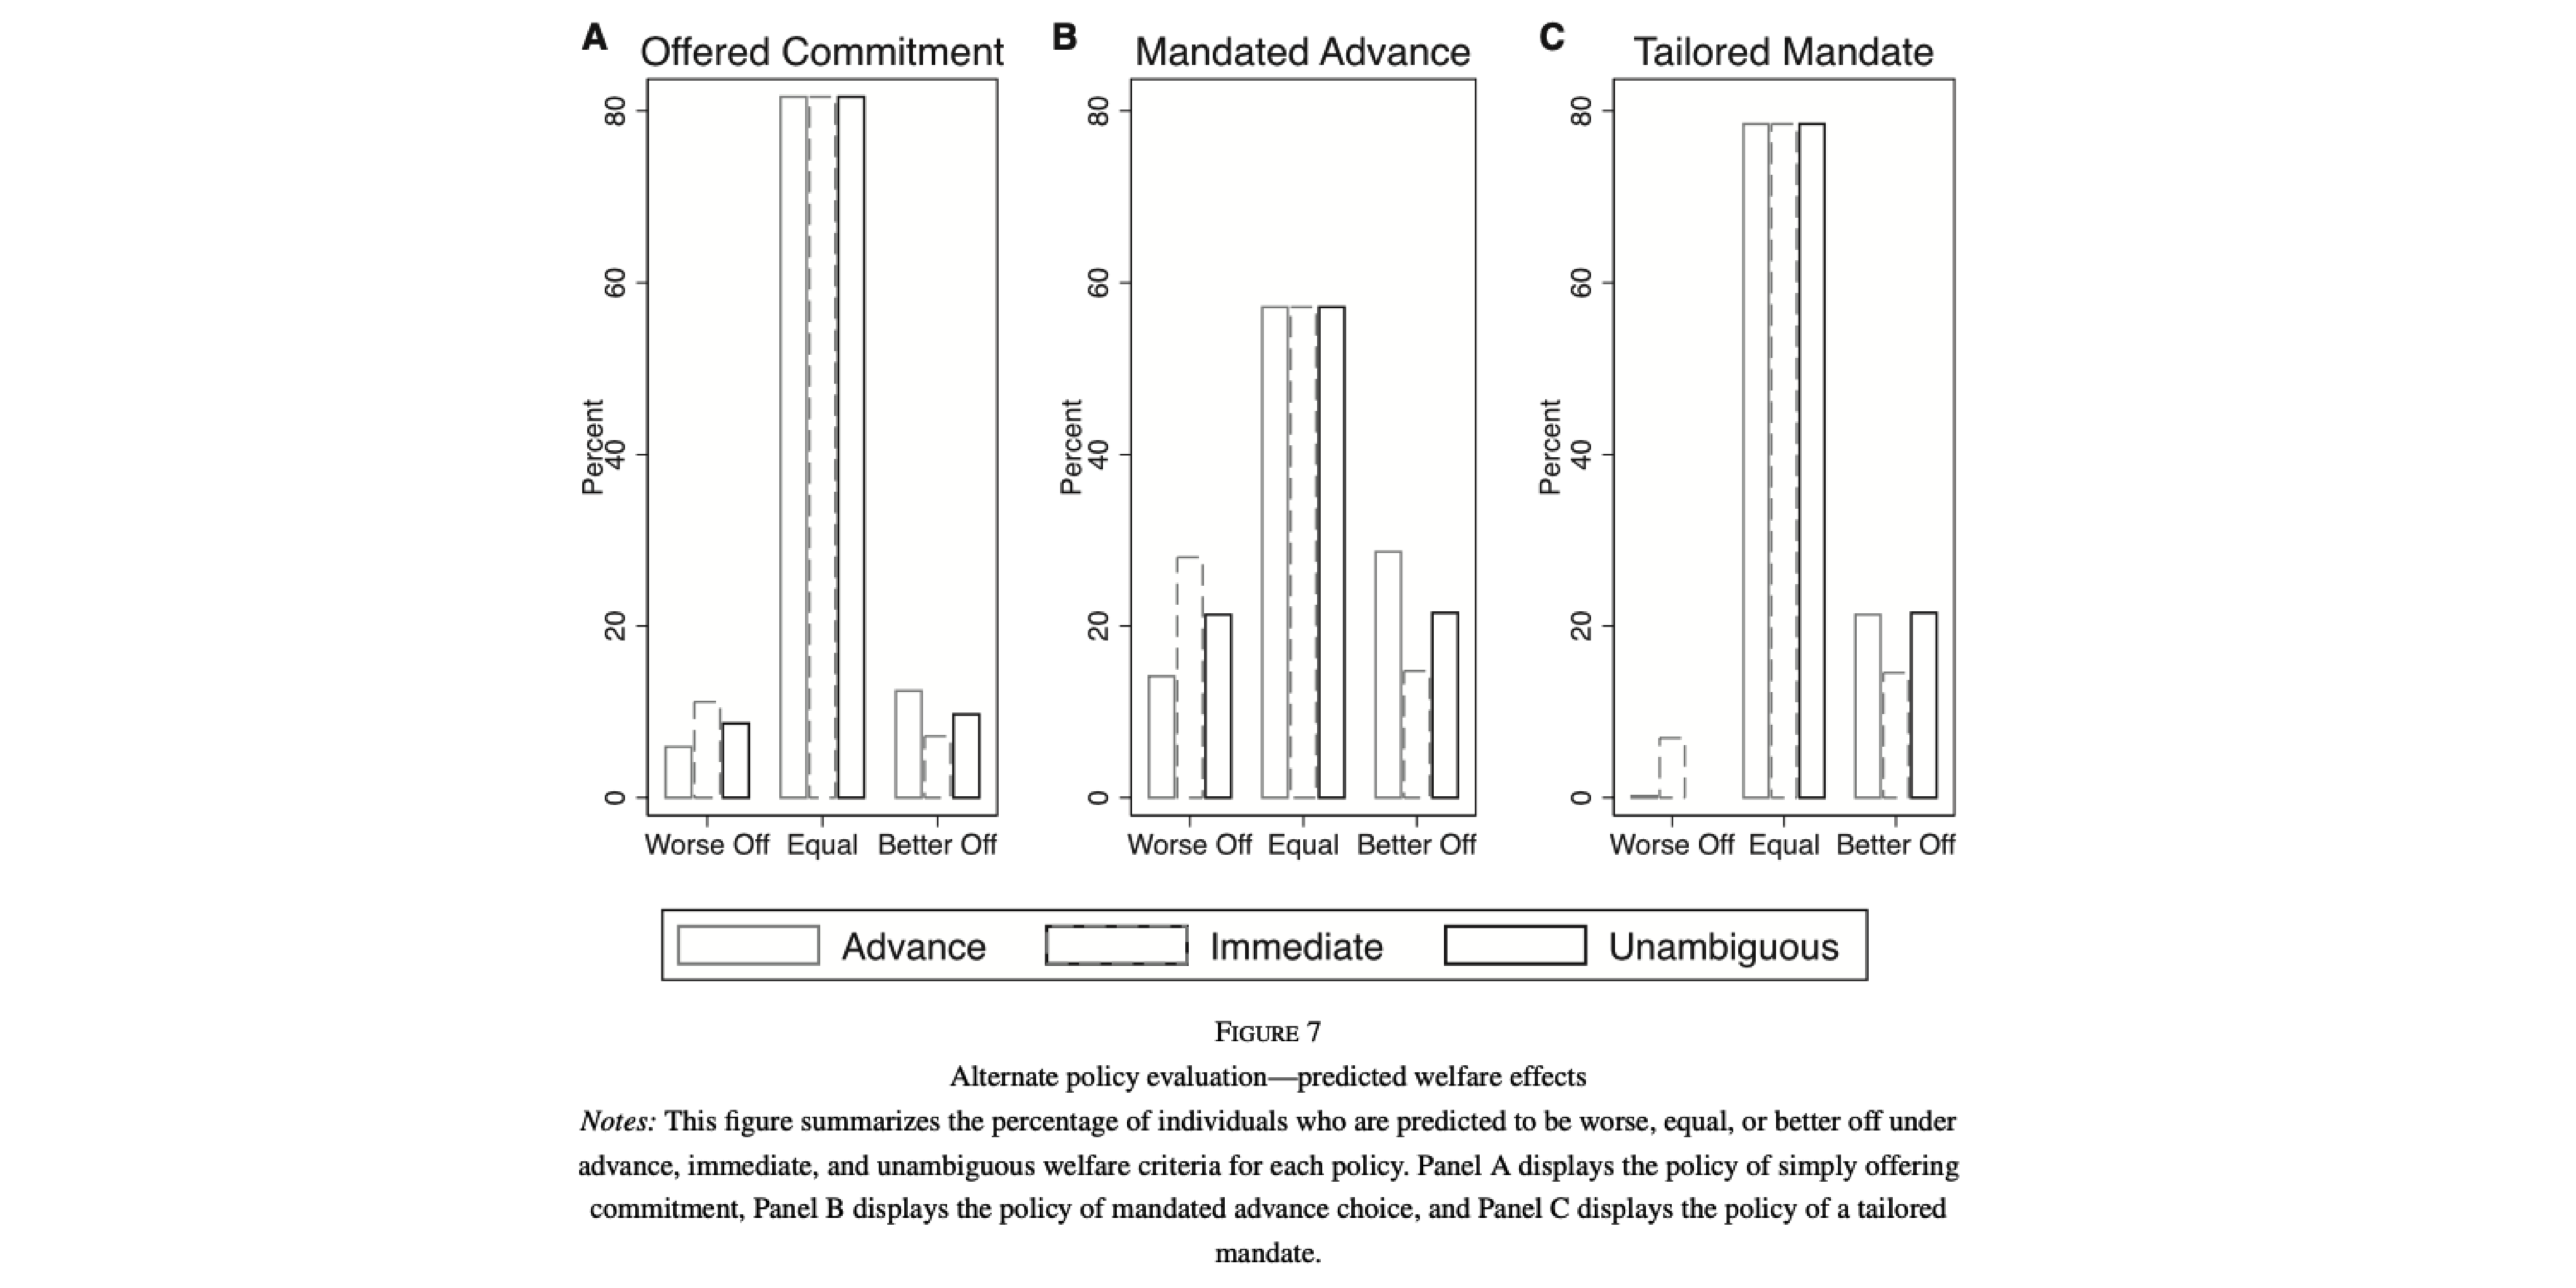 A Offered Commitment
B Mandated Advance
C Tailored Mandate
Percent
80
60
40
20
0
Worse Off Equal Better Off
Percent
80
60
40
20
0
Worse Off Equal Better Off
Percent
80
60
40
20
0
Worse Off Equal Better Off
Advance Immediate Unambiguous
FIGURE 7
Alternate policy evaluation—predicted welfare effects
Notes: This figure summarizes the percentage of individuals who are predicted to be worse, equal, or better off under
advance, immediate, and unambiguous welfare criteria for each policy. Panel A displays the policy of simply offering
commitment, Panel B displays the policy of mandated advance choice, and Panel C displays the policy of a tailored
mandate.